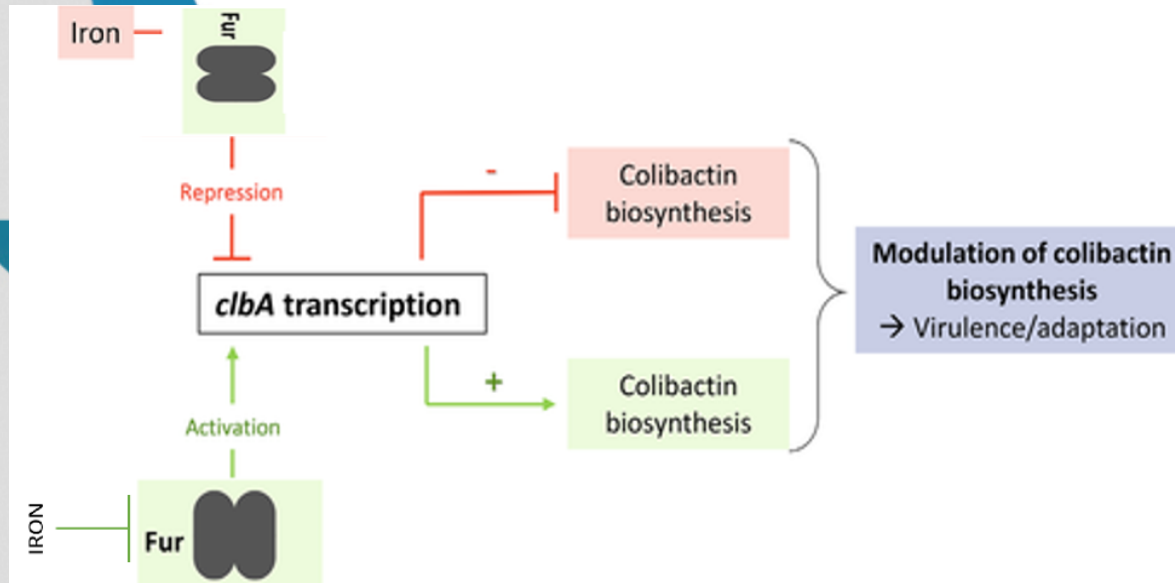 Iron
Fur
Repression
-
Colibactin
biosynthesis
clbA transcription
Modulation of colibactin
biosynthesis
→ Virulence/adaptation
+
Colibactin
biosynthesis
Activation
IRON
Fur